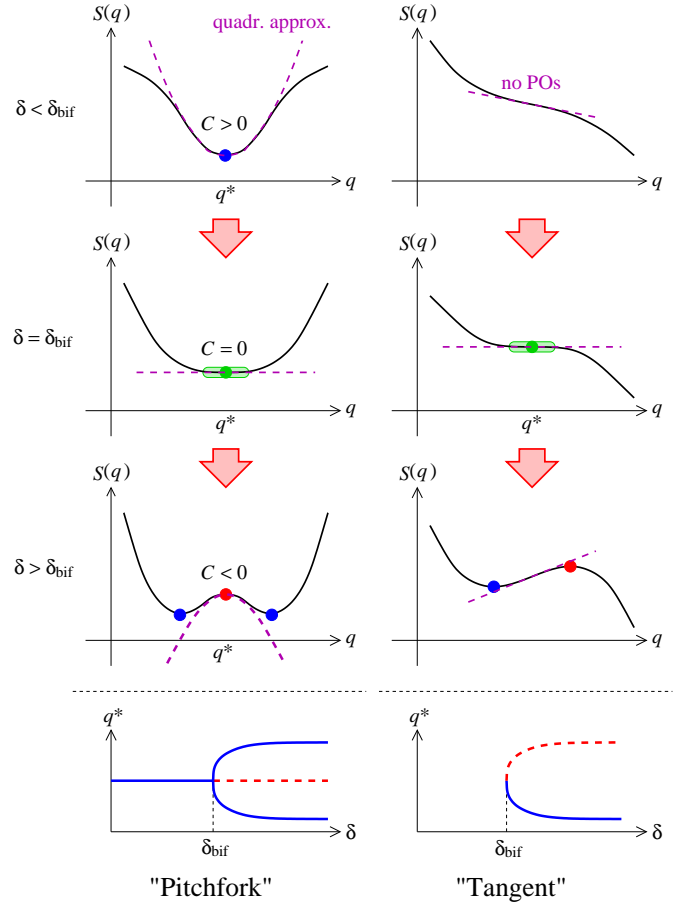 S(q)
quadr. approx.
S(q)
δ < δbif
C > 0
no POs
q*
q
q
S(q)
S(q)
δ = δbif
C = 0
q*
q
q*
q
S(q)
S(q)
δ > δbif
C < 0
q*
q
q
q*
q*
δbif
δ
δbif
δ
"Pitchfork"
"Tangent"